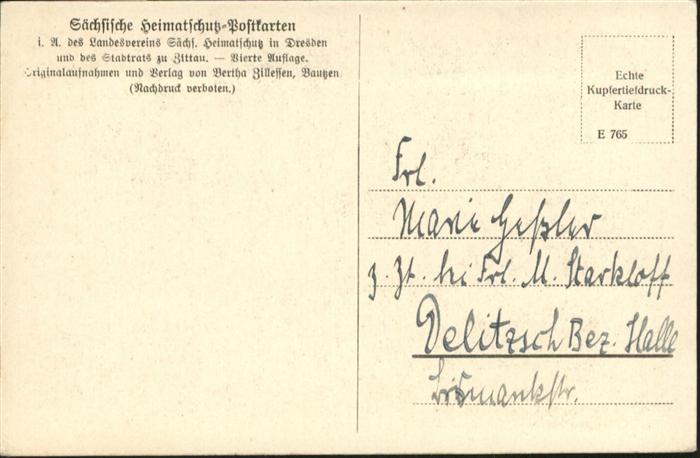 Sächsische Heimatschutz-Postkarten
i. A. des Landesvereins Sächs. Heimatschutz in Dresden
und des Stadtrats zu Zittau. — Vierte Auflage.
Originalaufnahmen und Verlag von Bertha Zillessen, Bautzen
(Nachdruck verboten.)
Echte
Kupfertiefdruck-
Karte
E 765
Frl.
Marie Geßler
z. Zt. bei Frl. M. Starkloff
Delitzsch Bez. Halle
Bismarckstr.